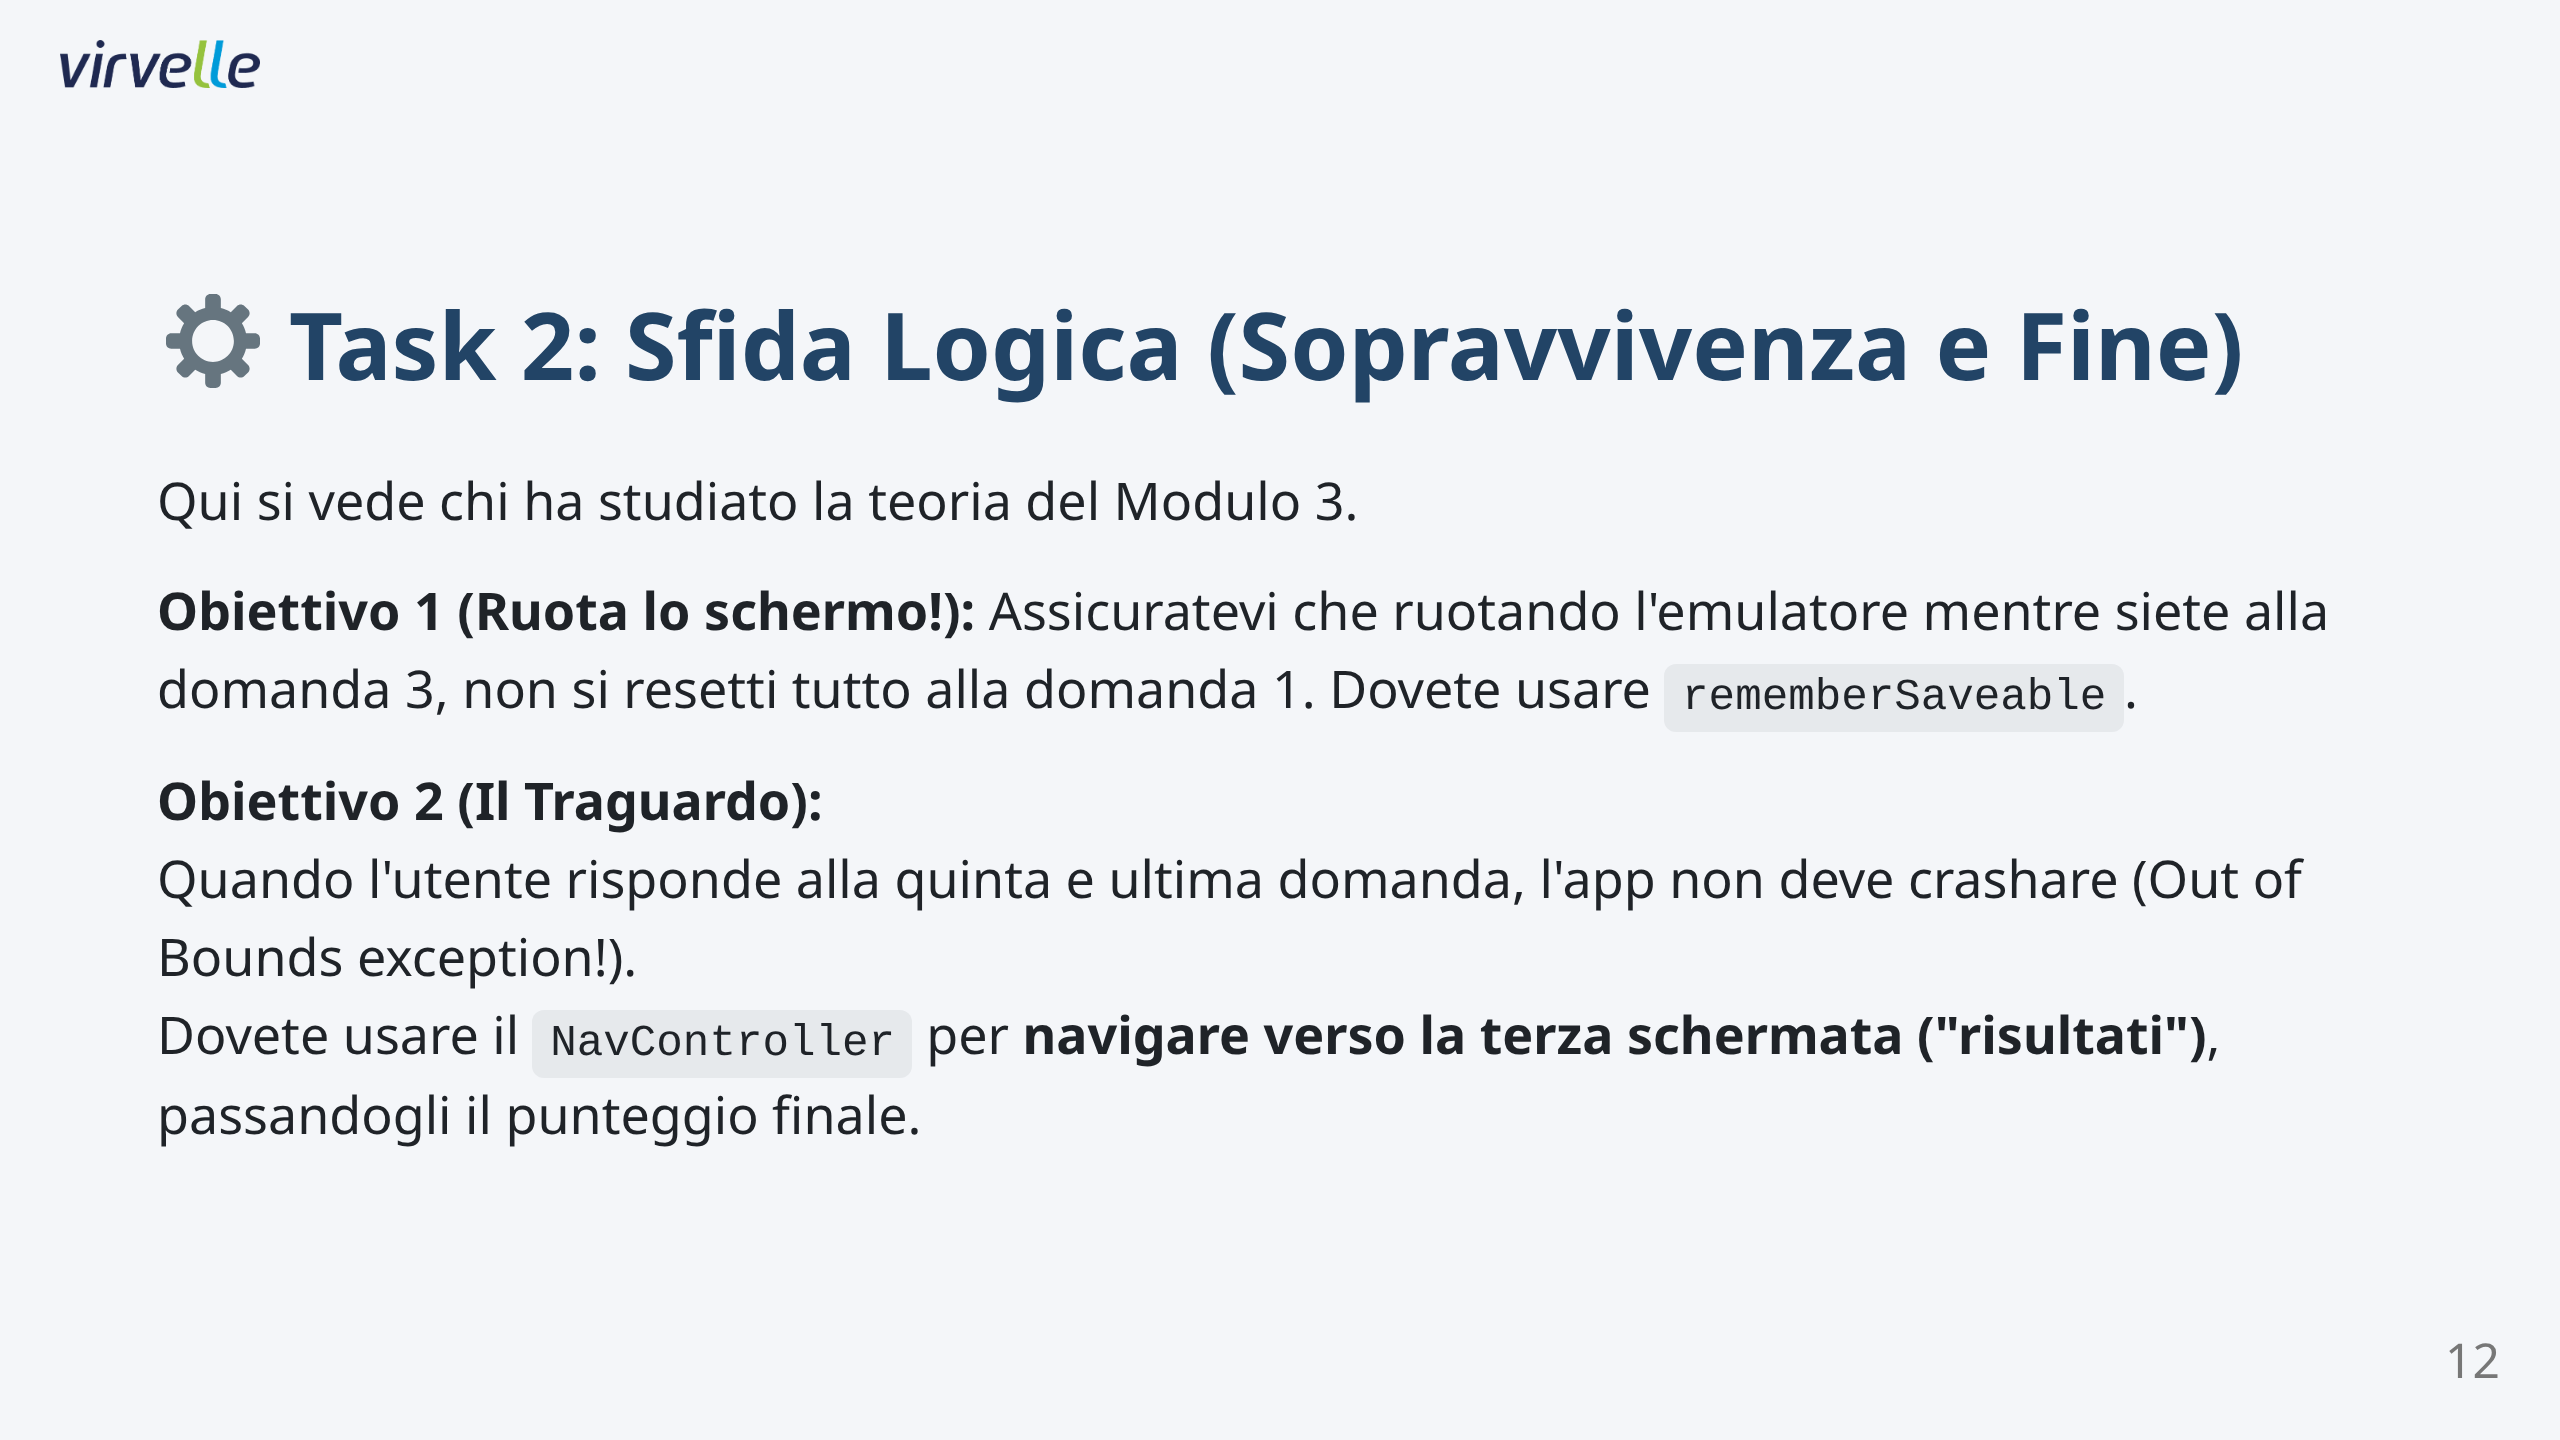 virvelle
Task 2: Sfida Logica (Sopravvivenza e Fine)
Qui si vede chi ha studiato la teoria del Modulo 3.
Obiettivo 1 (Ruota lo schermo!): Assicuratevi che ruotando l'emulatore mentre siete alla
domanda 3, non si resetti tutto alla domanda 1. Dovete usare rememberSaveable.
Obiettivo 2 (Il Traguardo):
Quando l'utente risponde alla quinta e ultima domanda, l'app non deve crashare (Out of
Bounds exception!).
Dovete usare il NavController per navigare verso la terza schermata ("risultati"),
passandogli il punteggio finale.
12